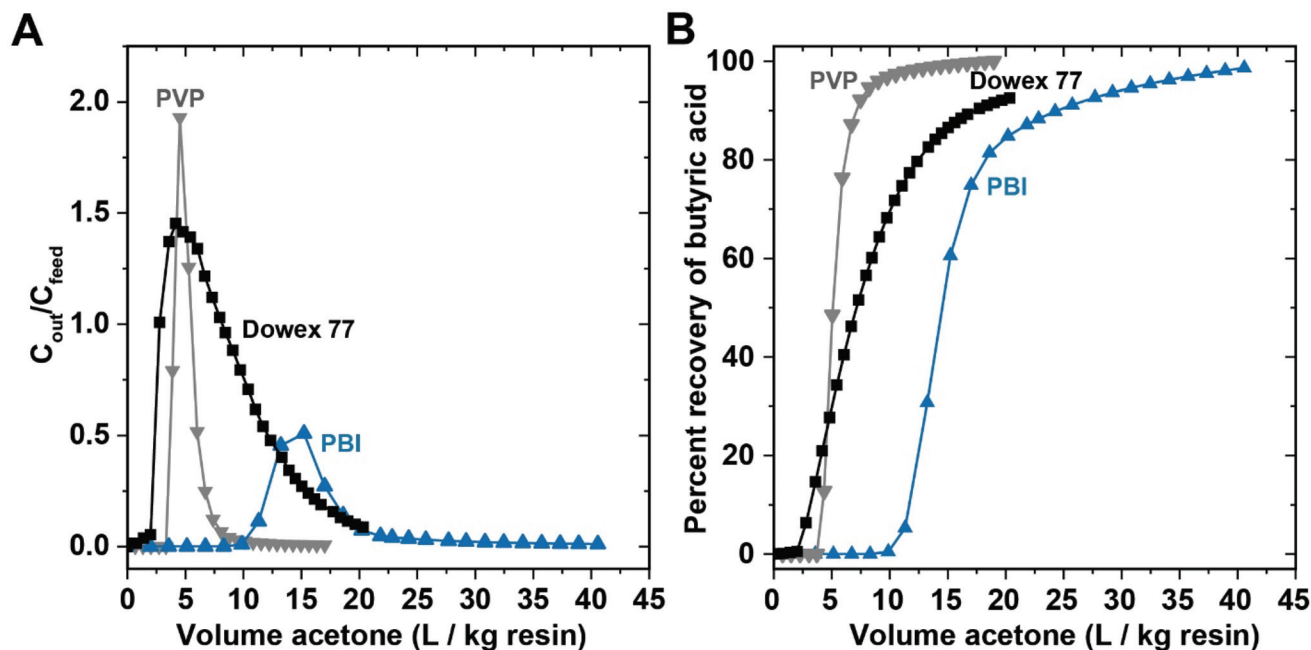 A
C_out/C_feed
2.0
1.5
1.0
0.5
0.0
PVP
Dowex 77
PBI
0 5 10 15 20 25 30 35 40 45
Volume acetone (L / kg resin)
B
Percent recovery of butyric acid
100
80
60
40
20
0
PVP
Dowex 77
PBI
0 5 10 15 20 25 30 35 40 45
Volume acetone (L / kg resin)